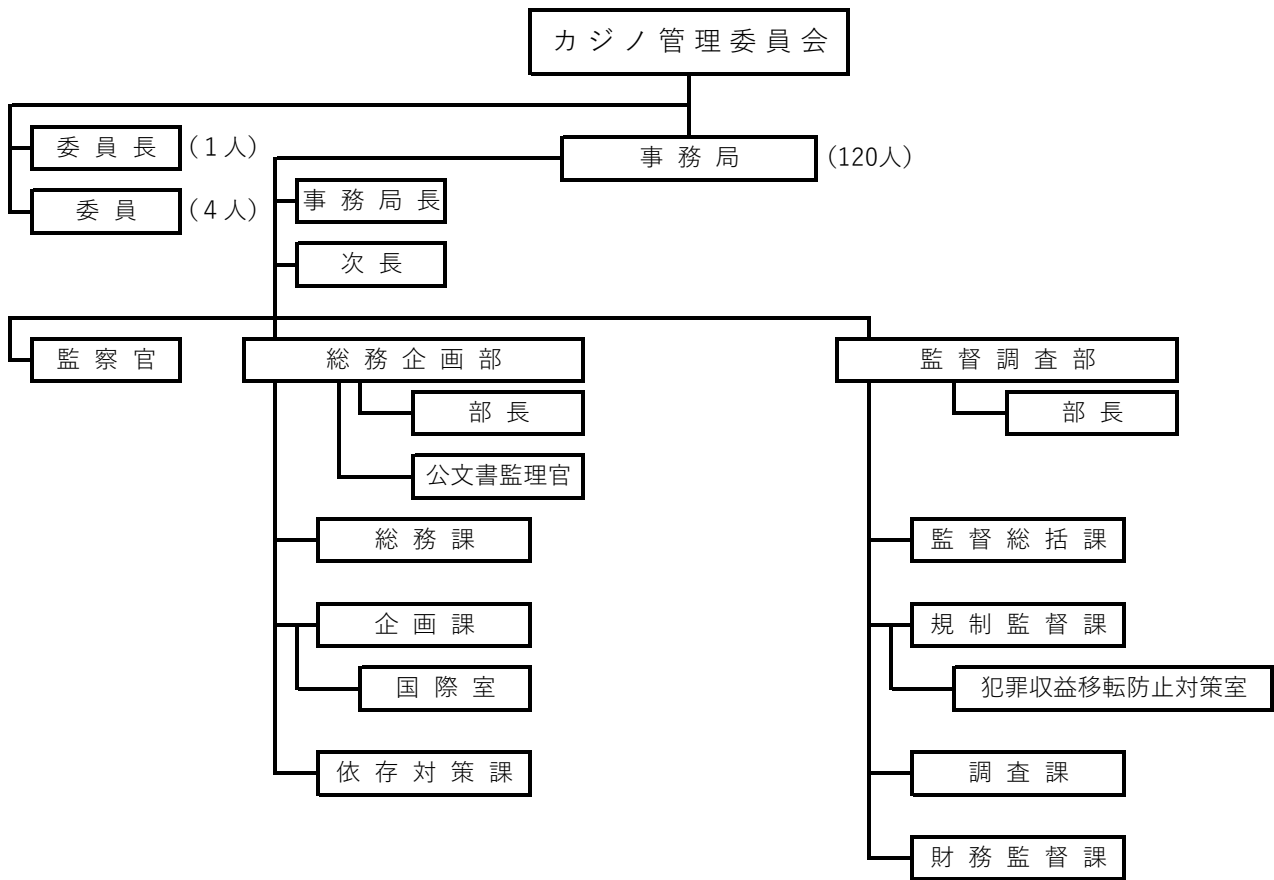 カジノ管理委員会
委員長
(1人)
事務局
(120人)
委員
(4人)
事務局長
次長
監察官
総務企画部
監督調査部
部長
部長
公文書監理官
総務課
監督総括課
企画課
規制監督課
国際室
犯罪収益移転防止対策室
依存対策課
調査課
財務監督課